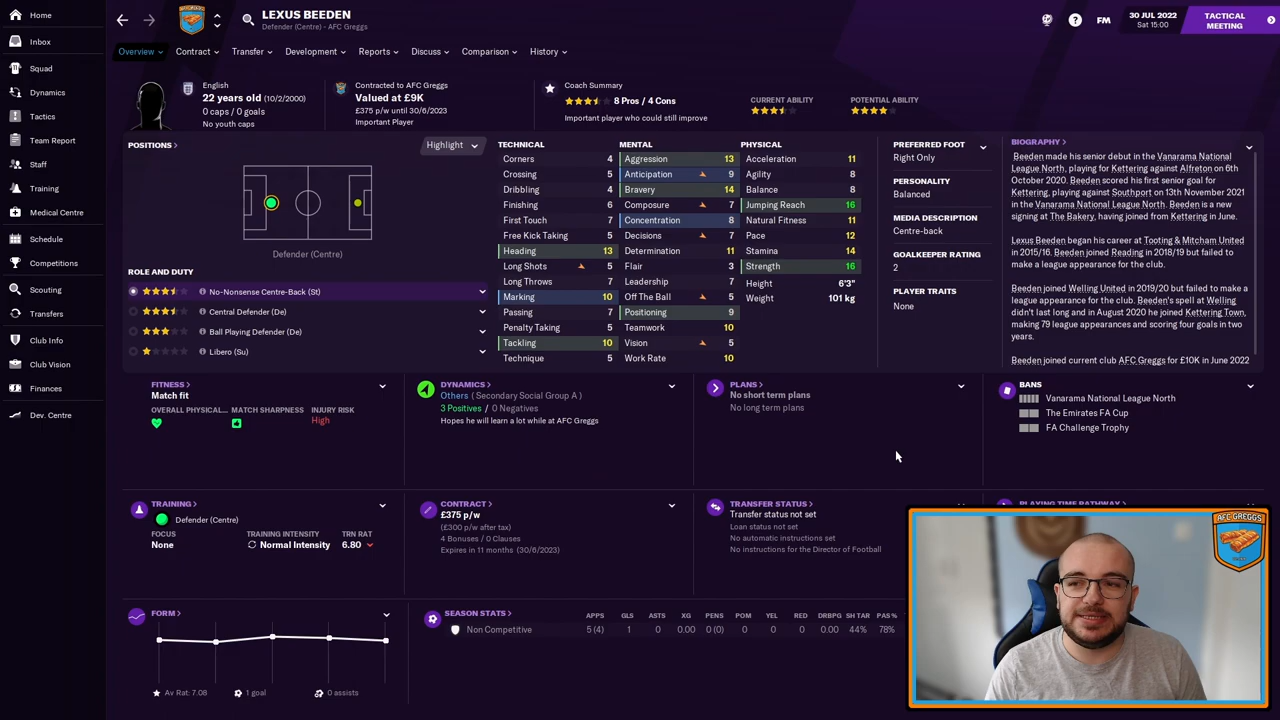 Home
Inbox
Squad
Dynamics
Tactics
Team Report
Staff
Training
Medical Centre
Schedule
Competitions
Scouting
Transfers
Club Info
Club Vision
Finances
Dev. Centre
LEXUS BEEDEN
Defender (Centre) - AFC Greggs
FM
30 JUL 2022
Sat 15:00
TACTICAL
MEETING
Overview Contract Transfer Development Reports Discuss Comparison History
English
22 years old (10/2/2000)
0 caps / 0 goals
No youth caps
Contracted to AFC Greggs
Valued at £9K
£375 p/w until 30/6/2023
Important Player
Coach Summary
8 Pros / 4 Cons
Important player who could still improve
CURRENT ABILITY
POTENTIAL ABILITY
POSITIONS
Highlight
Defender (Centre)
ROLE AND DUTY
No-Nonsense Centre-Back (St)
Central Defender (De)
Ball Playing Defender (De)
Libero (Su)
TECHNICAL
Corners 4
Crossing 5
Dribbling 4
Finishing 6
First Touch 7
Free Kick Taking 5
Heading 13
Long Shots 5
Long Throws 7
Marking 10
Passing 7
Penalty Taking 5
Tackling 10
Technique 5
MENTAL
Aggression 13
Anticipation 9
Bravery 14
Composure 7
Concentration 8
Decisions 7
Determination 11
Flair 3
Leadership 7
Off The Ball 5
Positioning 9
Teamwork 10
Vision 5
Work Rate 10
PHYSICAL
Acceleration 11
Agility 8
Balance 8
Jumping Reach 16
Natural Fitness 11
Pace 12
Stamina 14
Strength 16
Height 6'3"
Weight 101 kg
PREFERRED FOOT
Right Only
PERSONALITY
Balanced
MEDIA DESCRIPTION
Centre-back
GOALKEEPER RATING
2
PLAYER TRAITS
None
BIOGRAPHY
Beeden made his senior debut in the Vanarama National
League North, playing for Kettering against Alfreton on 6th
October 2020. Beeden scored his first senior goal for
Kettering, playing against Southport on 13th November 2021
in the Vanarama National League North. Beeden is a new
signing at The Bakery, having joined from Kettering in June.
Lexus Beeden began his career at Tooting & Mitcham United
in 2015/16. Beeden joined Reading in 2018/19 but failed to
make a league appearance for the club.
Beeden joined Welling United in 2019/20 but failed to make a
league appearance for the club. Beeden's spell at Welling
didn't last long and in August 2020 he joined Kettering Town,
making 79 league appearances and scoring four goals in two
years.
Beeden joined current club AFC Greggs for £10K in June 2022
FITNESS
Match fit
OVERALL PHYSICAL... MATCH SHARPNESS INJURY RISK
High
DYNAMICS
Others ( Secondary Social Group A )
3 Positives / 0 Negatives
Hopes he will learn a lot while at AFC Greggs
PLANS
No short term plans
No long term plans
BANS
Vanarama National League North
The Emirates FA Cup
FA Challenge Trophy
TRAINING
Defender (Centre)
FOCUS TRAINING INTENSITY TRN RAT
None Normal Intensity 6.80
CONTRACT
£375 p/w
(£300 p/w after tax)
4 Bonuses / 0 Clauses
Expires in 11 months (30/6/2023)
TRANSFER STATUS
Transfer status not set
Loan status not set
No automatic instructions set
No instructions for the Director of Football
PLAYING TIME PATHWAY
AFC GREGGS
FORM
Av Rat: 7.08 1 goal 0 assists
SEASON STATS APPS GLS ASTS XG PENS POM YEL RED DRBPG SH TAR PAS%
Non Competitive 5 (4) 1 0 0.00 0 (0) 0 0 0 0.00 44% 78%